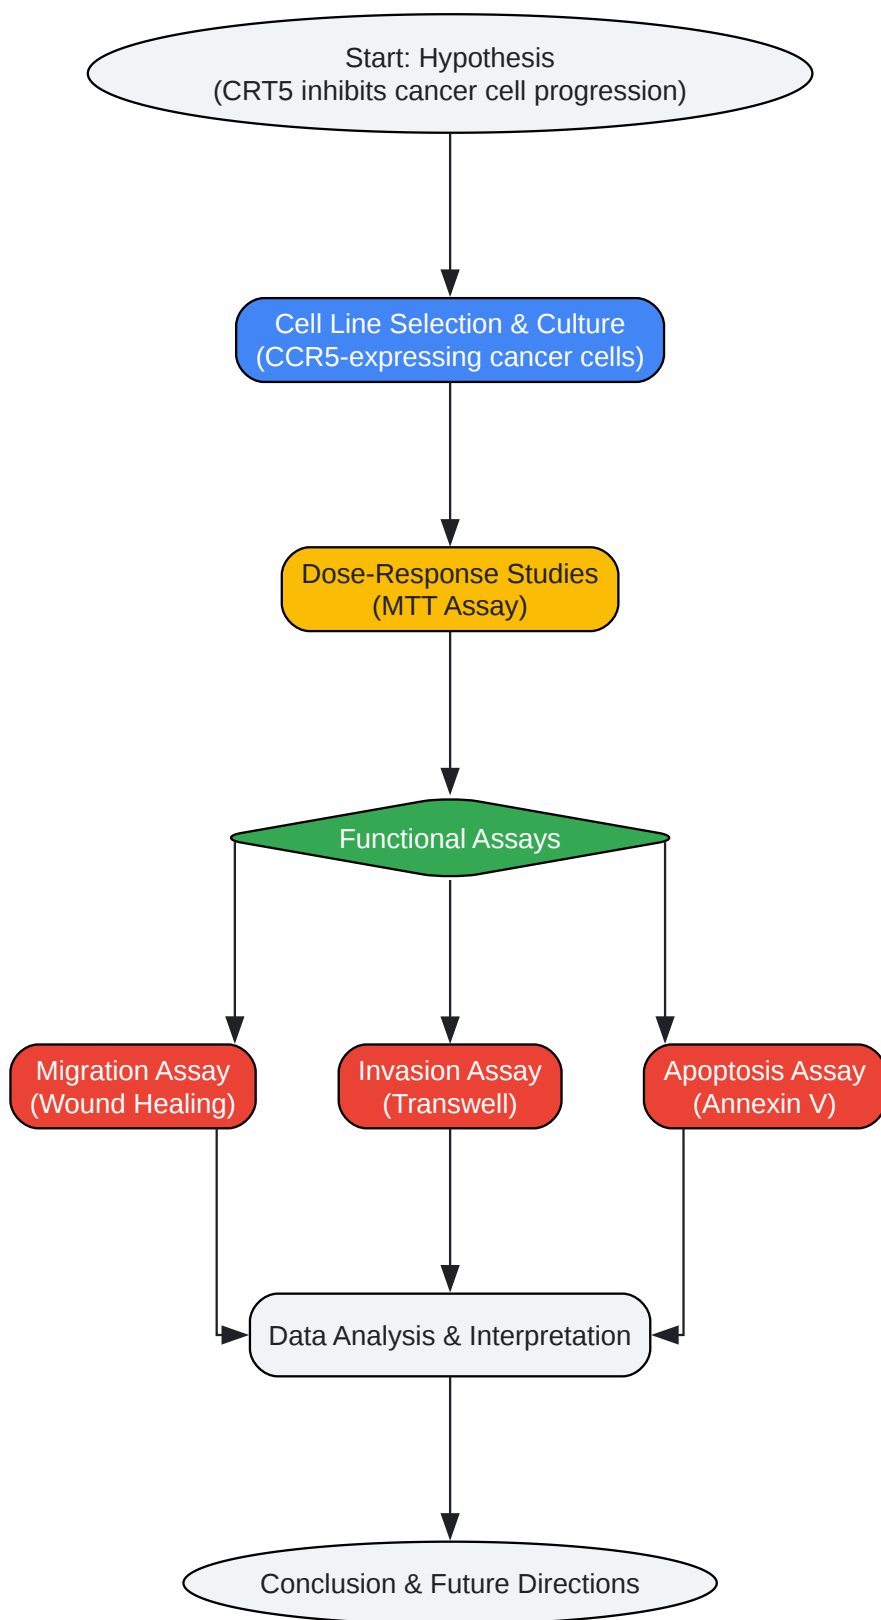 Start: Hypothesis
(CRT5 inhibits cancer cell progression)
Cell Line Selection & Culture
(CCR5-expressing cancer cells)
Dose-Response Studies
(MTT Assay)
Functional Assays
Migration Assay
(Wound Healing)
Invasion Assay
(Transwell)
Apoptosis Assay
(Annexin V)
Data Analysis & Interpretation
Conclusion & Future Directions